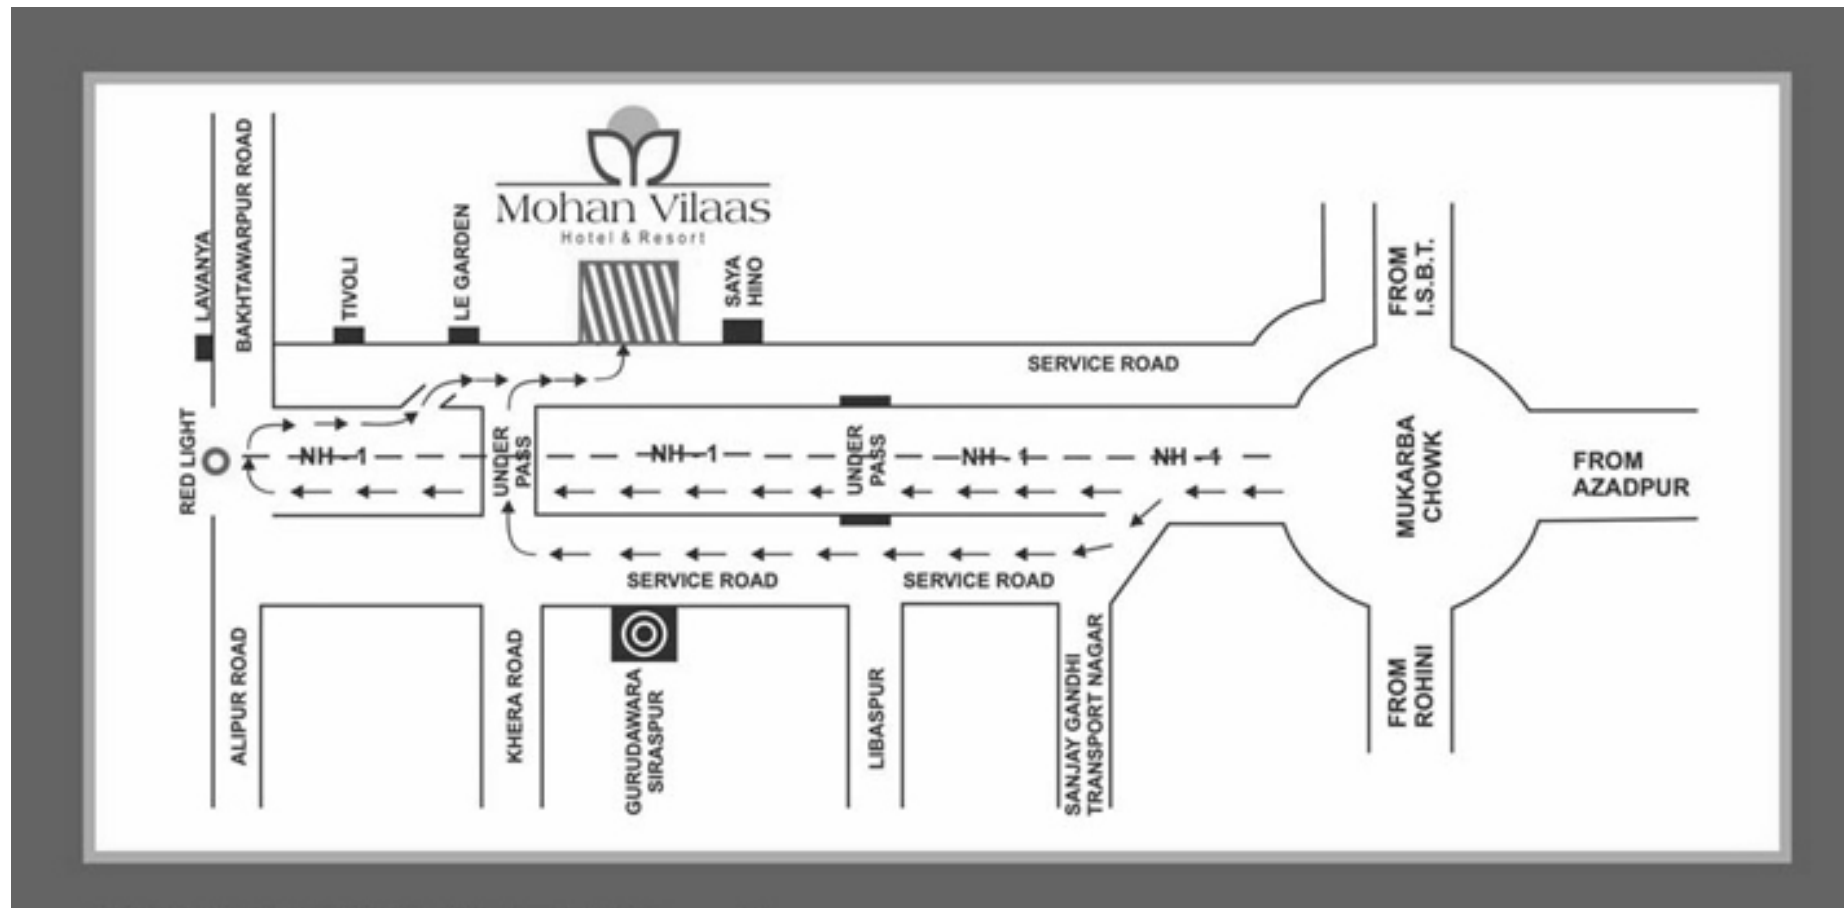 Mohan Vilaas
Hotel & Resort
LAVANYA
BAKHTAWARPUR ROAD
TIVOLI
LE GARDEN
SAYA
HINO
SERVICE ROAD
FROM
I.S.B.T.
RED LIGHT
NH - 1
UNDER
PASS
NH - 1
UNDER
PASS
NH - 1
NH - 1
MUKARBA
CHOWK
FROM
AZADPUR
SERVICE ROAD
SERVICE ROAD
ALIPUR ROAD
KHERA ROAD
GURUDAWARA
SIRASPUR
LIBASPUR
SANJAY GANDHI
TRANSPORT NAGAR
FROM
ROHINI